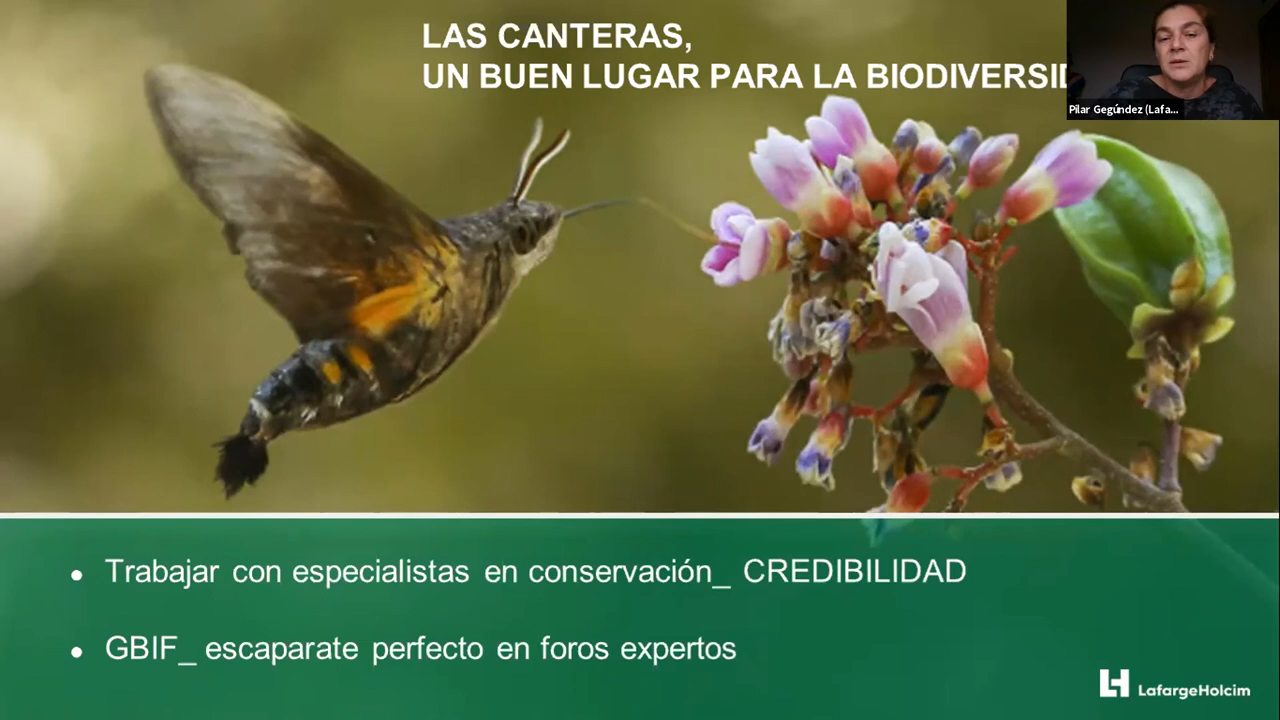 LAS CANTERAS,
UN BUEN LUGAR PARA LA BIODIVERSID
Pilar Gegúndez (Lafa...
• Trabajar con especialistas en conservación_ CREDIBILIDAD
• GBIF_ escaparate perfecto en foros expertos
LafargeHolcim